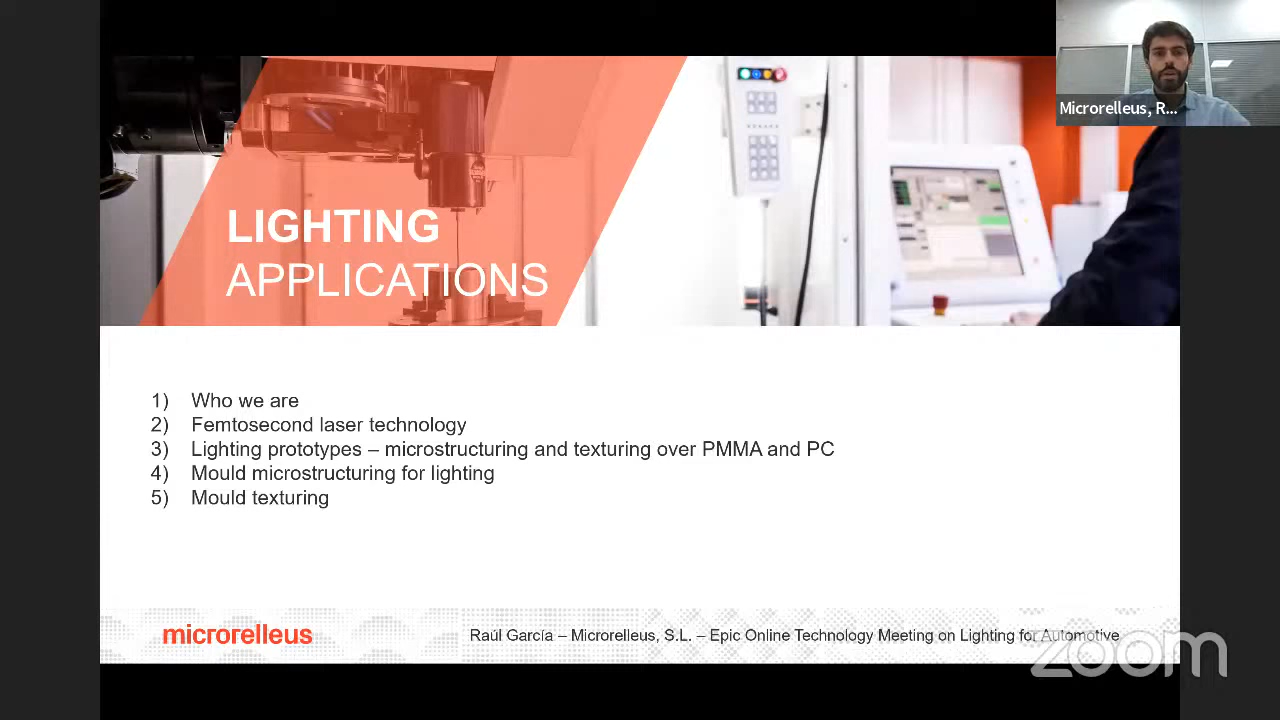 Microrelleus, R...
LIGHTING
APPLICATIONS
1) Who we are
2) Femtosecond laser technology
3) Lighting prototypes – microstructuring and texturing over PMMA and PC
4) Mould microstructuring for lighting
5) Mould texturing
microrelleus
Raúl García – Microrelleus, S.L. – Epic Online Technology Meeting on Lighting for Automotive
zoom